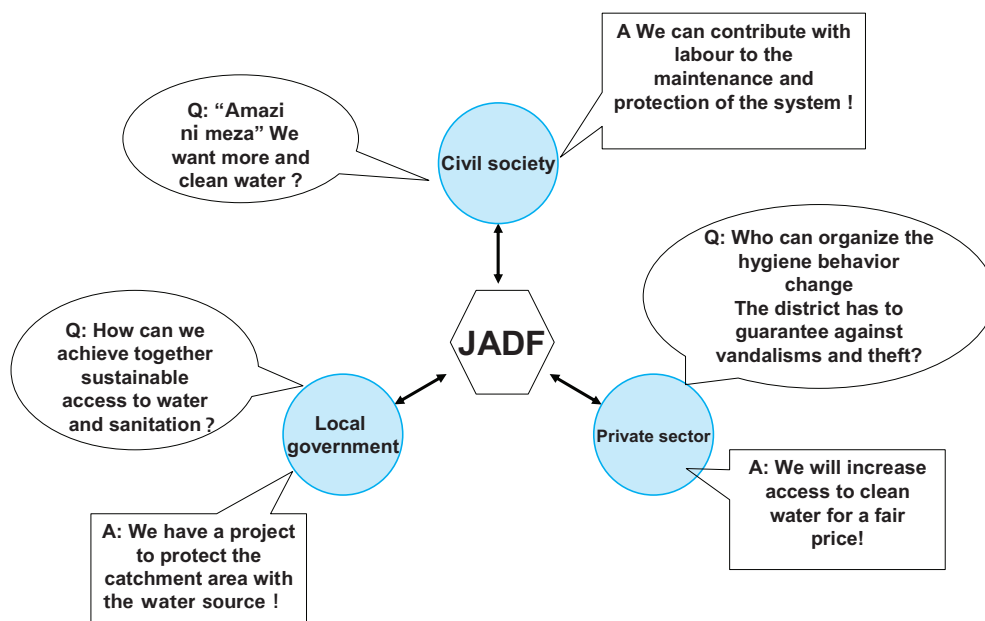 A We can contribute with
labour to the
maintenance and
protection of the system !
Q: “Amazi
ni meza” We
want more and
clean water ?
Civil society
Q: Who can organize the
hygiene behavior
change
The district has to
guarantee against
vandalisms and theft?
JADF
Q: How can we
achieve together
sustainable
access to water
and sanitation ?
Local
government
Private sector
A: We will increase
access to clean
water for a fair
price!
A: We have a project
to protect the
catchment area with
the water source !